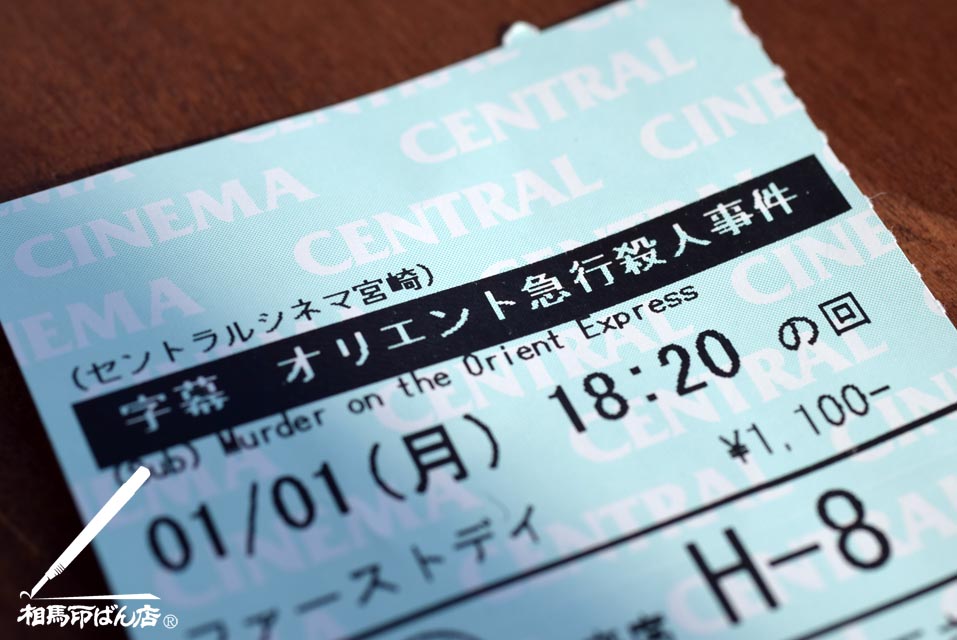 CENTRAL CINEMA
CINEMA CENTRAL
(セントラルシネマ宮崎)
字幕 オリエント急行殺人事件
(Sub) Murder on the Orient Express
01/01(月) 18:20 の回
¥1,100-
ファーストデイ
H-8
相馬印ばん店®